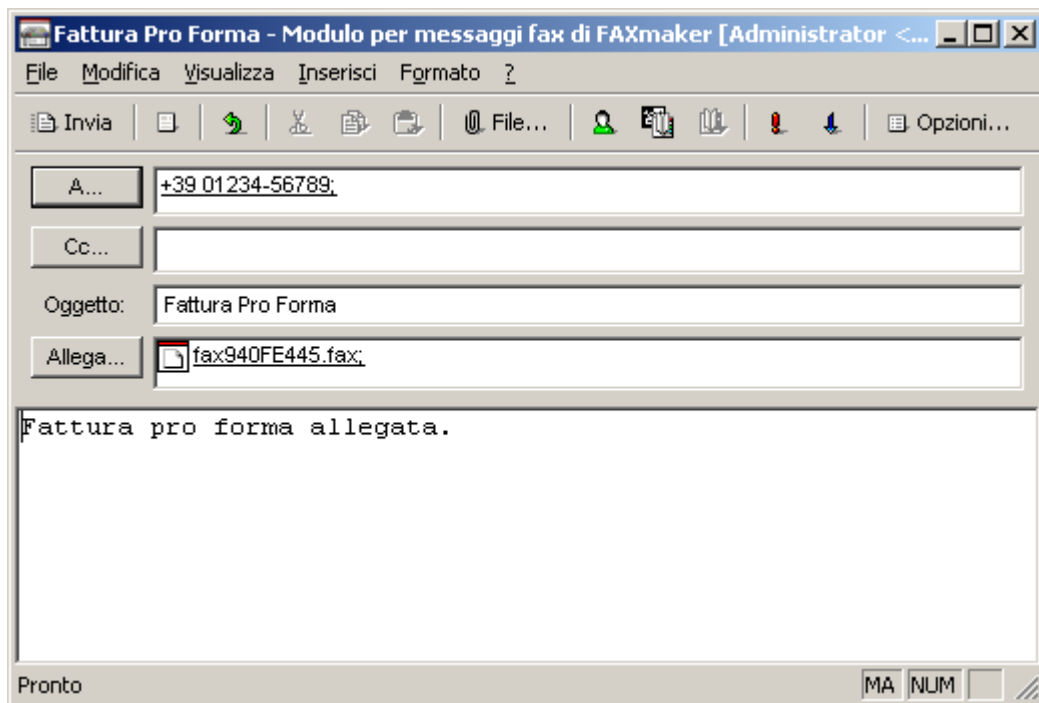 Fattura Pro Forma - Modulo per messaggi fax di FAXmaker [Administrator <...
File Modifica Visualizza Inserisci Formato ?
Invia File... Opzioni...
A... +39 01234-56789;
Cc...
Oggetto: Fattura Pro Forma
Allega... fax940FE445.fax;
Fattura pro forma allegata.
Pronto MA NUM